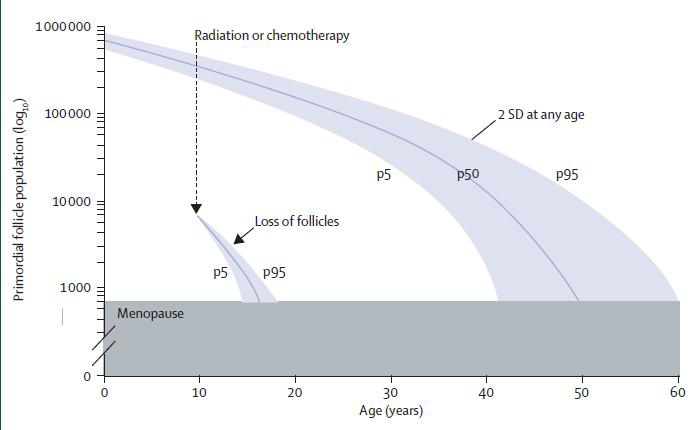 1000000
Radiation or chemotherapy
100000
2 SD at any age
p5
p50
p95
10000
Loss of follicles
p5
p95
1000
Menopause
0
0
10
20
30
40
50
60
Age (years)
Primordial follicle population (log10)